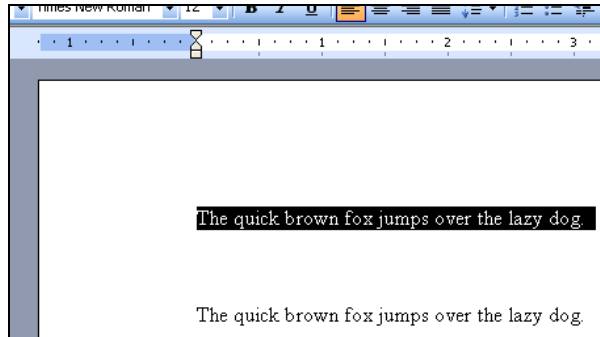 Times New Roman 12 B I U
1 1 2 3
The quick brown fox jumps over the lazy dog.
The quick brown fox jumps over the lazy dog.